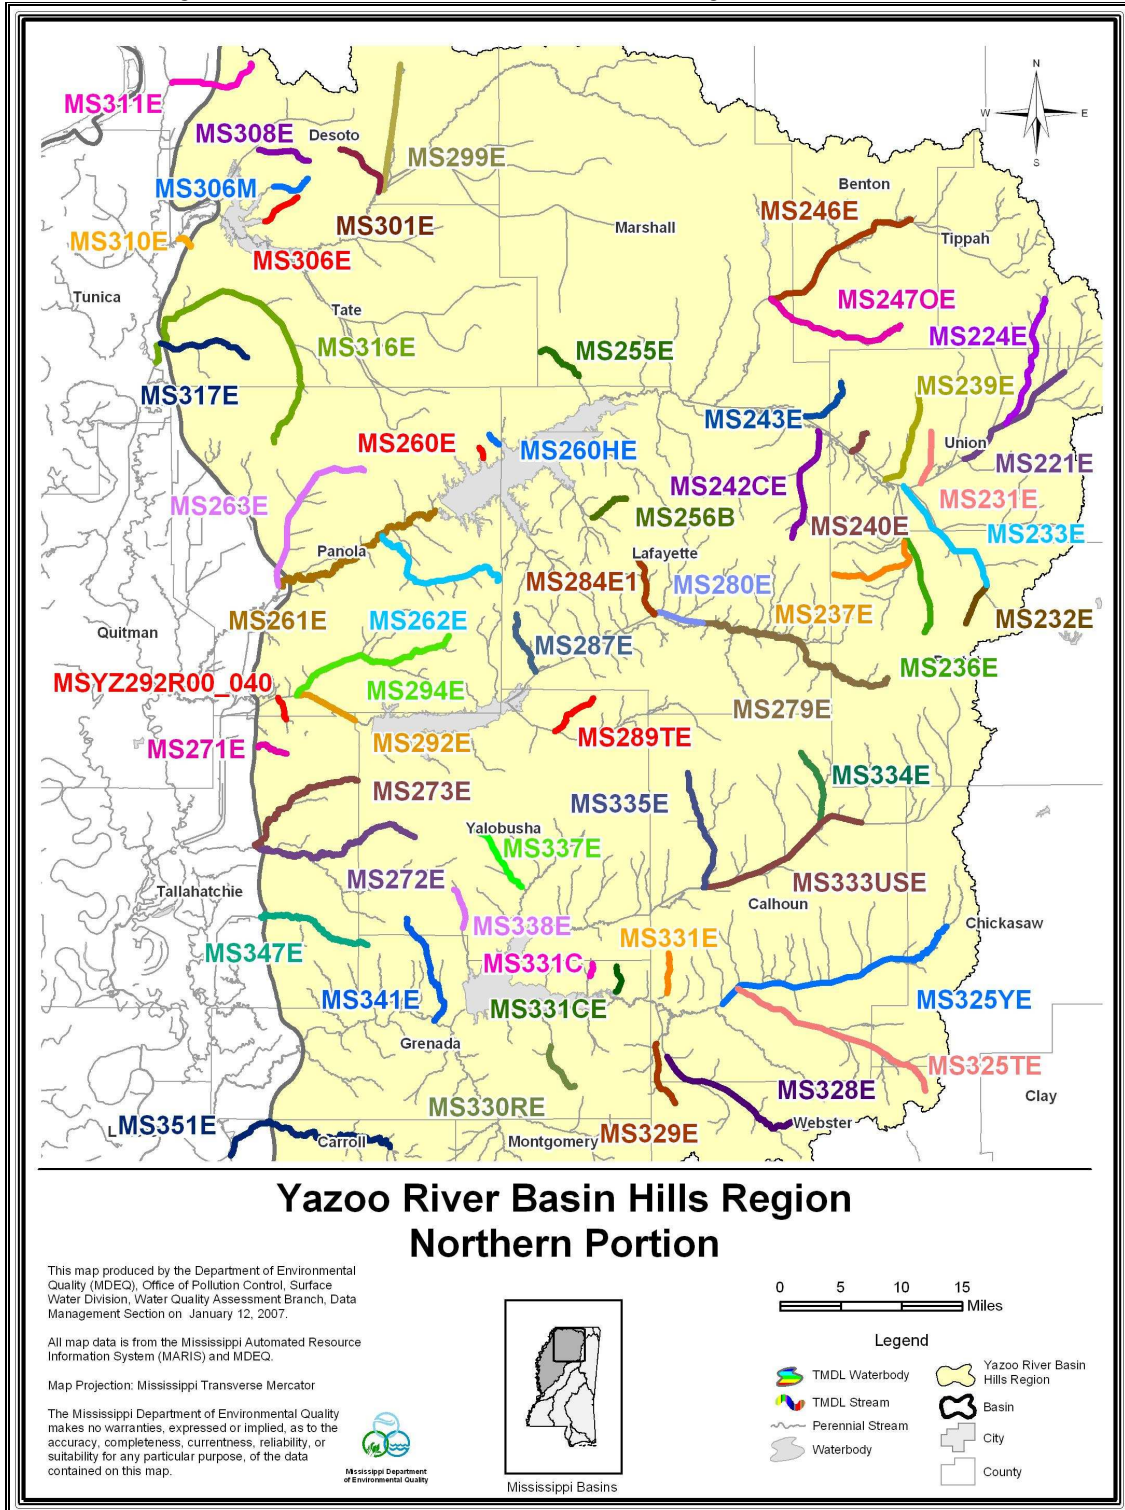 N
W
E
S
MS311E
MS308E
Desoto
MS299E
MS306M
MS301E
MS310E
MS306E
Marshall
Benton
MS246E
Tippah
Tunica
Tate
MS247OE
MS316E
MS224E
MS317E
MS255E
MS239E
MS243E
MS260E
MS260HE
Union
MS221E
MS263E
MS242CE
MS231E
MS256B
MS240E
MS233E
Panola
Lafayette
MS284E1
MS280E
MS261E
MS262E
MS237E
MS232E
Quitman
MS287E
MS236E
MSYZ292R00_040
MS294E
MS279E
MS271E
MS292E
MS289TE
MS273E
MS335E
MS334E
Yalobusha
MS337E
MS272E
MS333USE
Tallahatchie
Calhoun
MS338E
Chickasaw
MS347E
MS331C
MS331E
MS341E
MS331CE
MS325YE
Grenada
MS325TE
MS328E
Clay
MS330RE
MS351E
L
Carroll
Montgomery
MS329E
Webster
Yazoo River Basin Hills Region
Northern Portion
This map produced by the Department of Environmental
Quality (MDEQ), Office of Pollution Control, Surface
Water Division, Water Quality Assessment Branch, Data
Management Section on January 12, 2007.
All map data is from the Mississippi Automated Resource
Information System (MARIS) and MDEQ.
Map Projection: Mississippi Transverse Mercator
The Mississippi Department of Environmental Quality
makes no warranties, expressed or implied, as to the
accuracy, completeness, currentness, reliability, or
suitability for any particular purpose, of the data
contained on this map.
Mississippi Department
of Environmental Quality
Mississippi Basins
0 5 10 15
Miles
Legend
TMDL Waterbody
TMDL Stream
Perennial Stream
Waterbody
Yazoo River Basin
Hills Region
Basin
City
County